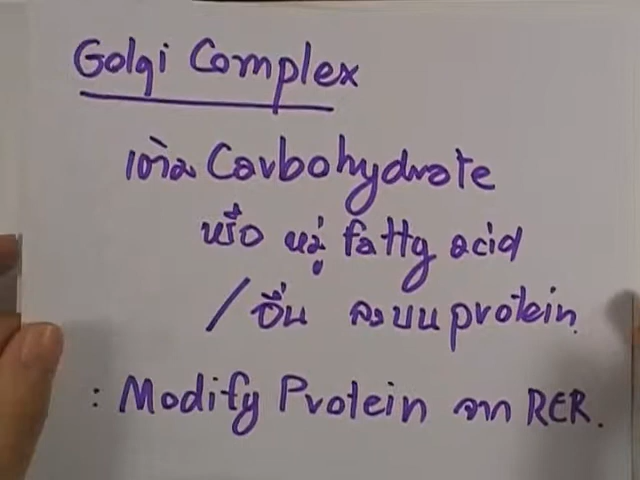 Golgi Complex
เติม Carbohydrate
หรือ หมู่ fatty acid
/ อื่น ลงบน protein
: Modify Protein จาก RER.